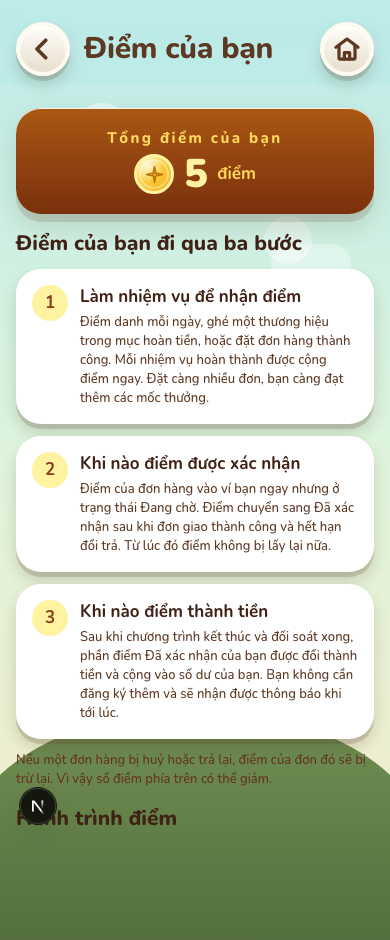 Điểm của bạn
Tổng điểm của bạn
5 điểm
Điểm của bạn đi qua ba bước
1
Làm nhiệm vụ để nhận điểm
Điểm danh mỗi ngày, ghé một thương hiệu
trong mục hoàn tiền, hoặc đặt đơn hàng thành
công. Mỗi nhiệm vụ hoàn thành được cộng
điểm ngay. Đặt càng nhiều đơn, bạn càng đạt
thêm các mốc thưởng.
2
Khi nào điểm được xác nhận
Điểm của đơn hàng vào ví bạn ngay nhưng ở
trạng thái Đang chờ. Điểm chuyển sang Đã xác
nhận sau khi đơn giao thành công và hết hạn
đổi trả. Từ lúc đó điểm không bị lấy lại nữa.
3
Khi nào điểm thành tiền
Sau khi chương trình kết thúc và đối soát xong,
phần điểm Đã xác nhận của bạn được đổi thành
tiền và cộng vào số dư của bạn. Bạn không cần
đăng ký thêm và sẽ nhận được thông báo khi
tới lúc.
Nếu một đơn hàng bị huỷ hoặc trả lại, điểm của đơn đó sẽ bị
trừ lại. Vì vậy số điểm phía trên có thể giảm.
N
trình điểm